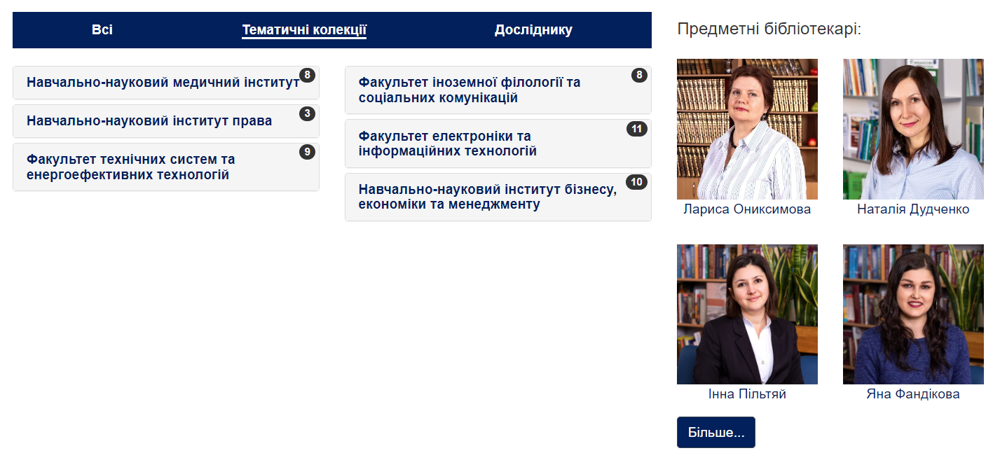 Всі
Тематичні колекції
Досліднику
Навчально-науковий медичний інститут
8
Навчально-науковий інститут права
3
Факультет технічних систем та
енергоефективних технологій
9
Факультет іноземної філології та
соціальних комунікацій
8
Факультет електроніки та
інформаційних технологій
11
Навчально-науковий інститут бізнесу,
економіки та менеджменту
10
Предметні бібліотекарі:
Лариса Ониксимова
Наталія Дудченко
Інна Пільтяй
Яна Фандікова
Більше...